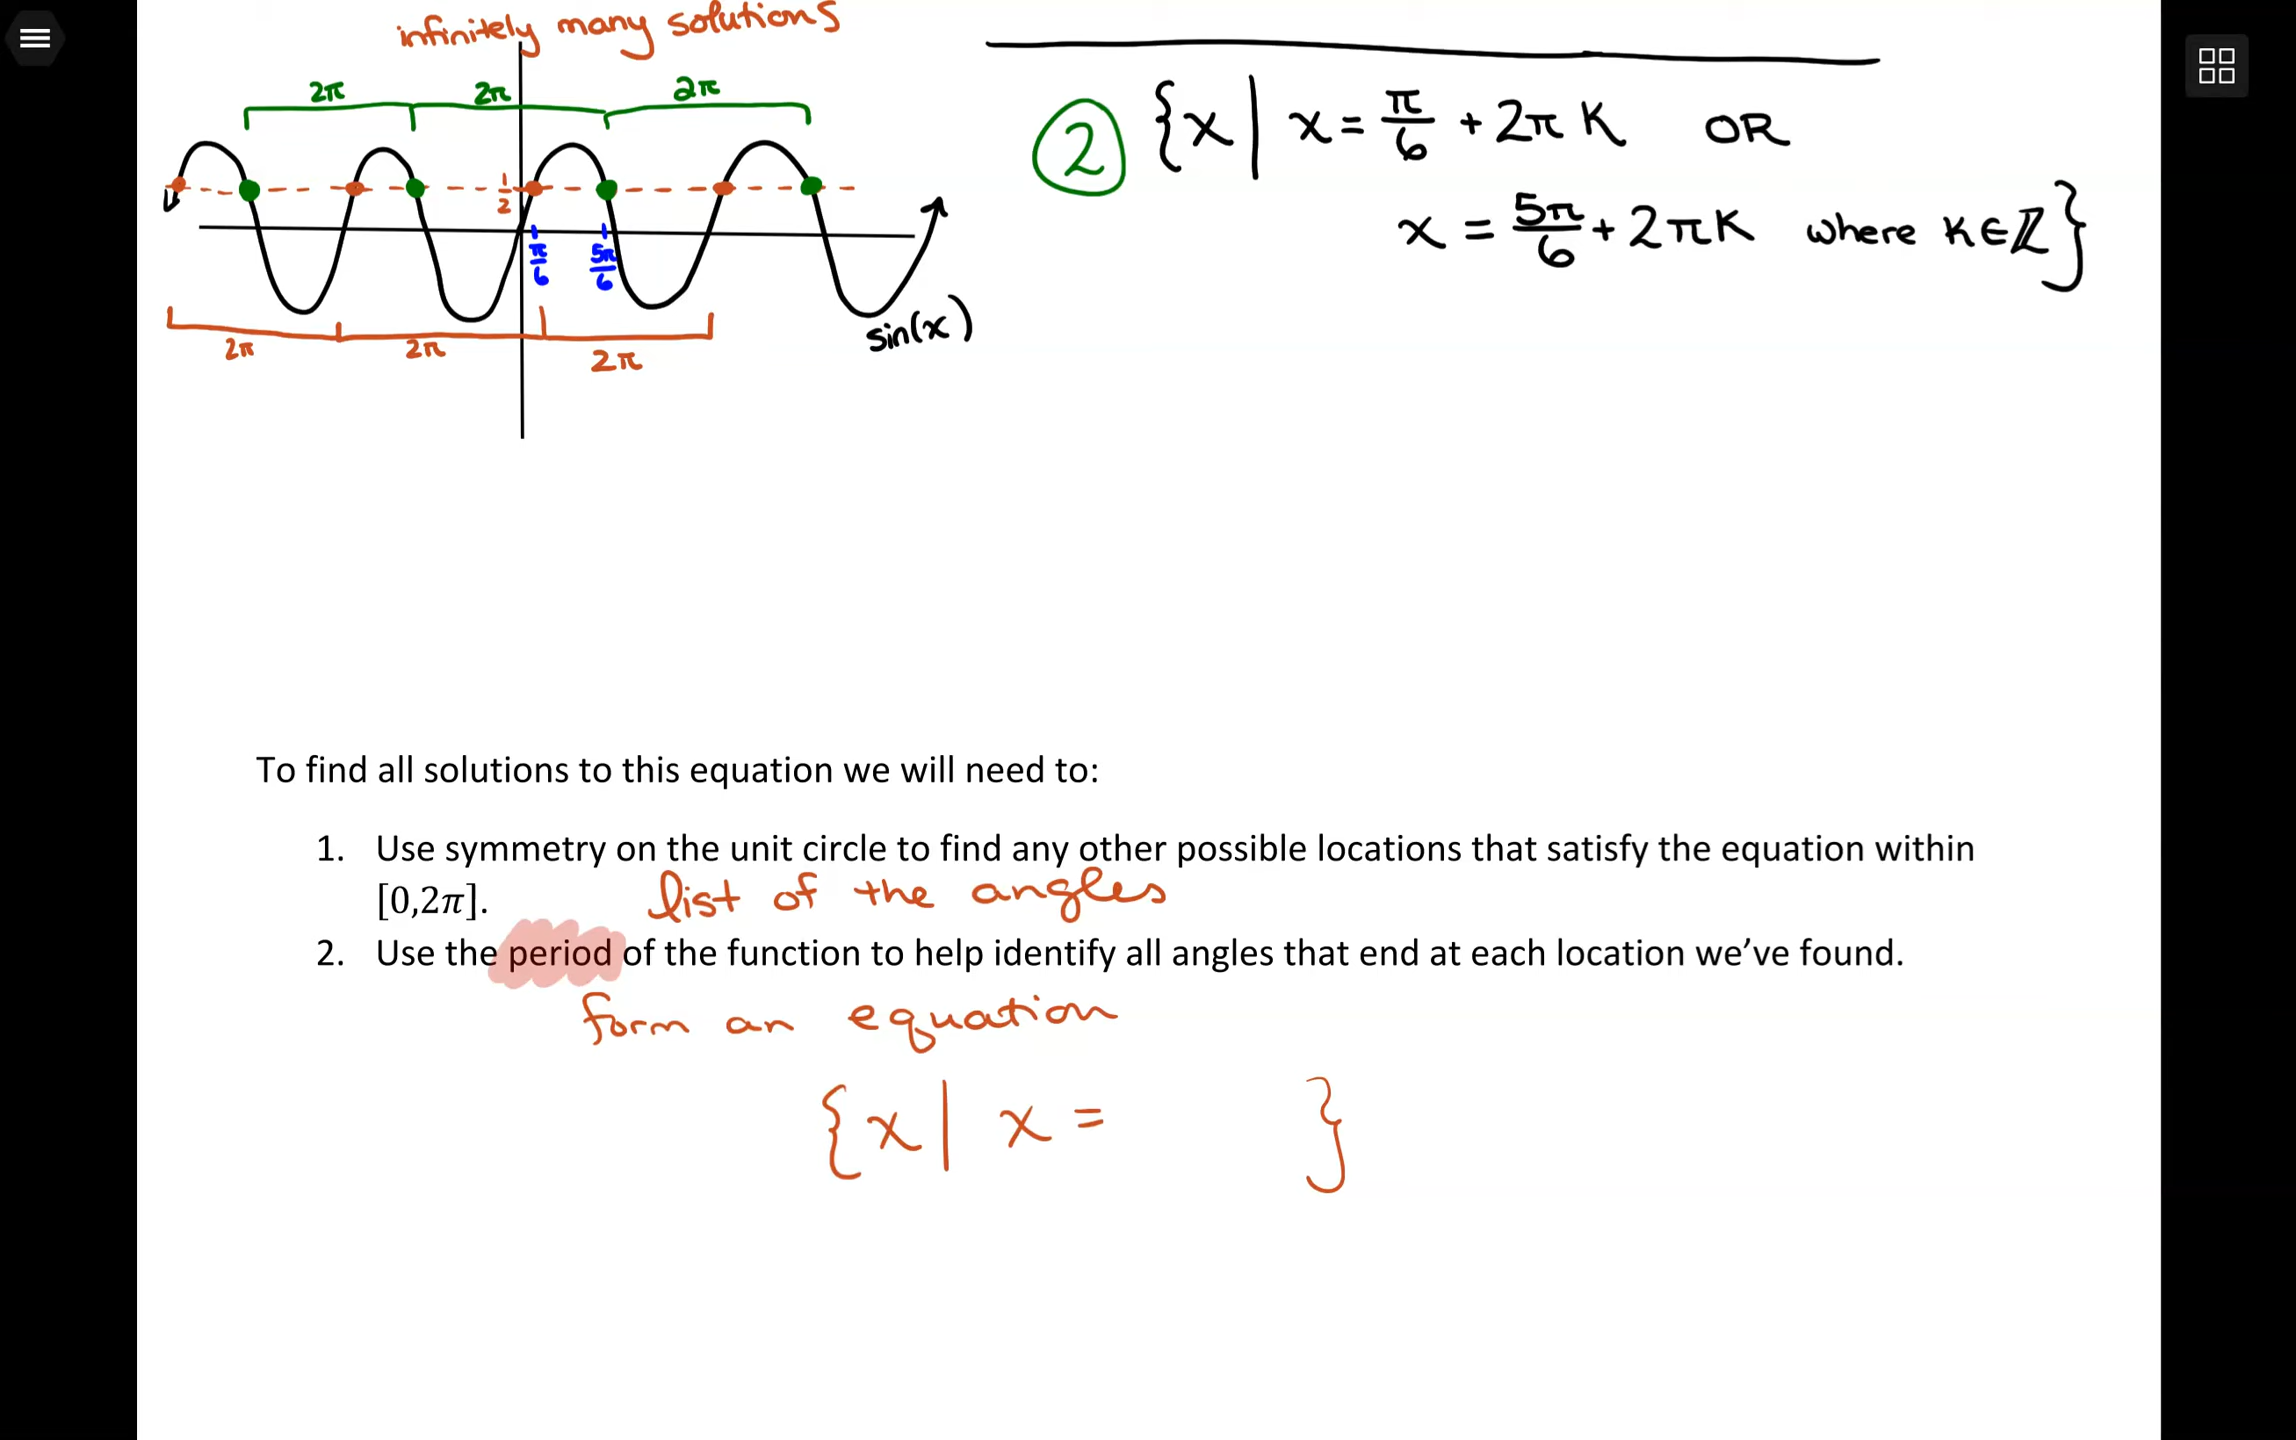 infinitely many solutions
2π 2π 2π
1/2
π/6 5π/6
sin(x)
2π 2π 2π
② {x | x = π/6 + 2πK OR
x = 5π/6 + 2πK where K∈ℤ}
To find all solutions to this equation we will need to:
1. Use symmetry on the unit circle to find any other possible locations that satisfy the equation within
[0,2π]. list of the angles
2. Use the period of the function to help identify all angles that end at each location we’ve found.
form an equation
{x | x = }